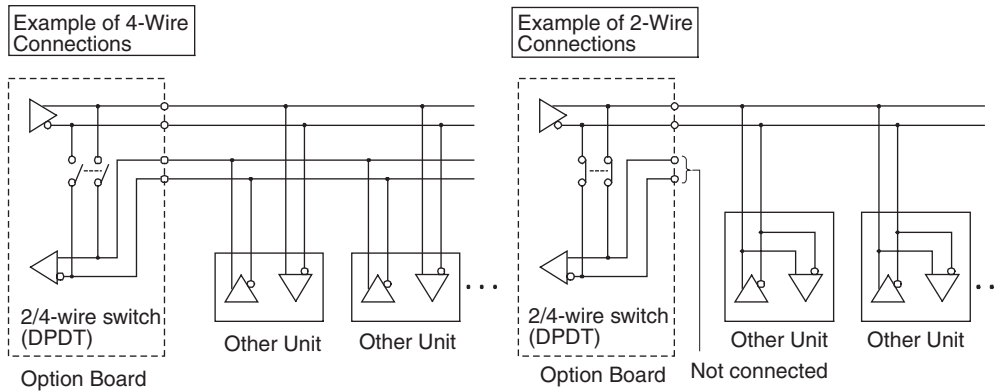 Example of 4-Wire
Connections
2/4-wire switch
(DPDT)
Option Board
Other Unit
Other Unit
Example of 2-Wire
Connections
2/4-wire switch
(DPDT)
Option Board
Other Unit
Other Unit
Not connected